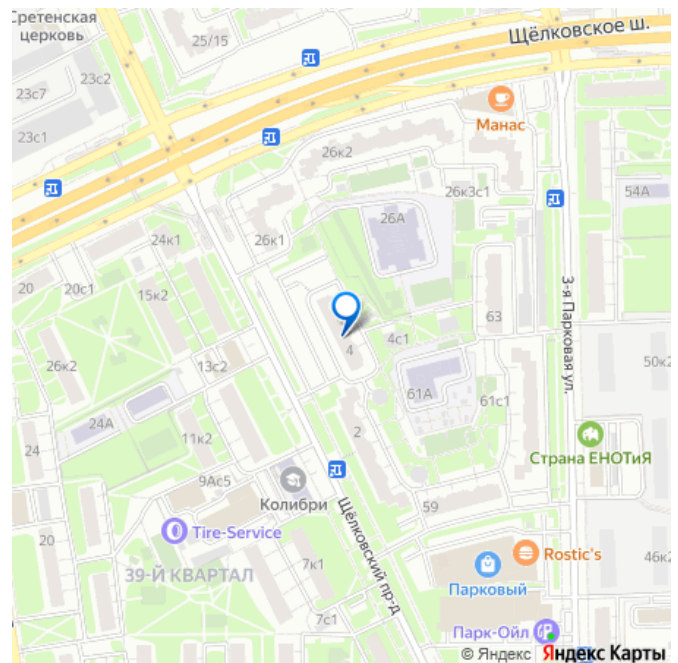 Сретенская
церковь
25/15
Щёлковское ш.
23с2
23с7
23с1
Манас
26к2
26к3с1
54А
26А
24к1
26к1
20
20с1
15к2
3-я Парковая ул.
63
4с1
4
50к2
26к2
13с2
61А
61с1
24А
2
11к2
24
Страна ЕНОТиЯ
9Ас5
Колибри
59
Щёлковский пр-д
Tire-Service
20
Rostic's
7к1
46к2
39-Й КВАРТАЛ
Парковый
7с1
Парк-Ойл
© Яндекс Яндекс Карты